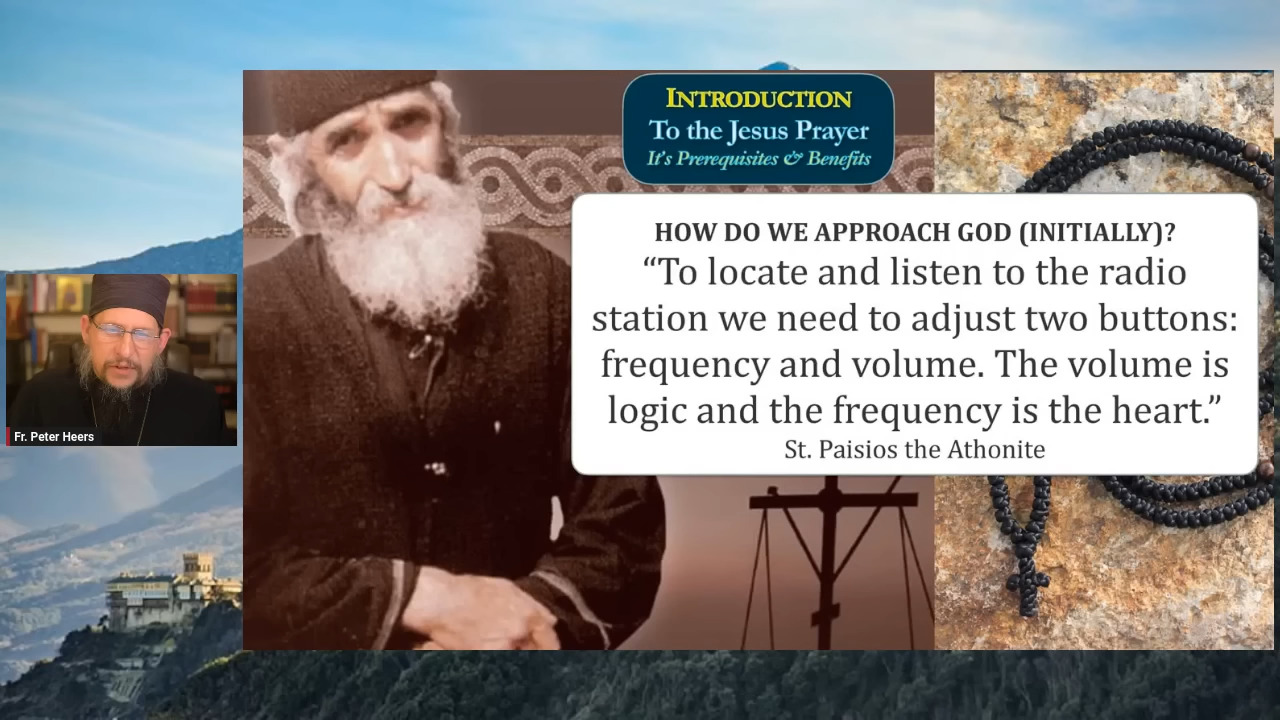 INTRODUCTION
To the Jesus Prayer
It's Prerequisites & Benefits
HOW DO WE APPROACH GOD (INITIALLY)?
“To locate and listen to the radio
station we need to adjust two buttons:
frequency and volume. The volume is
logic and the frequency is the heart.”
St. Paisios the Athonite
Fr. Peter Heers